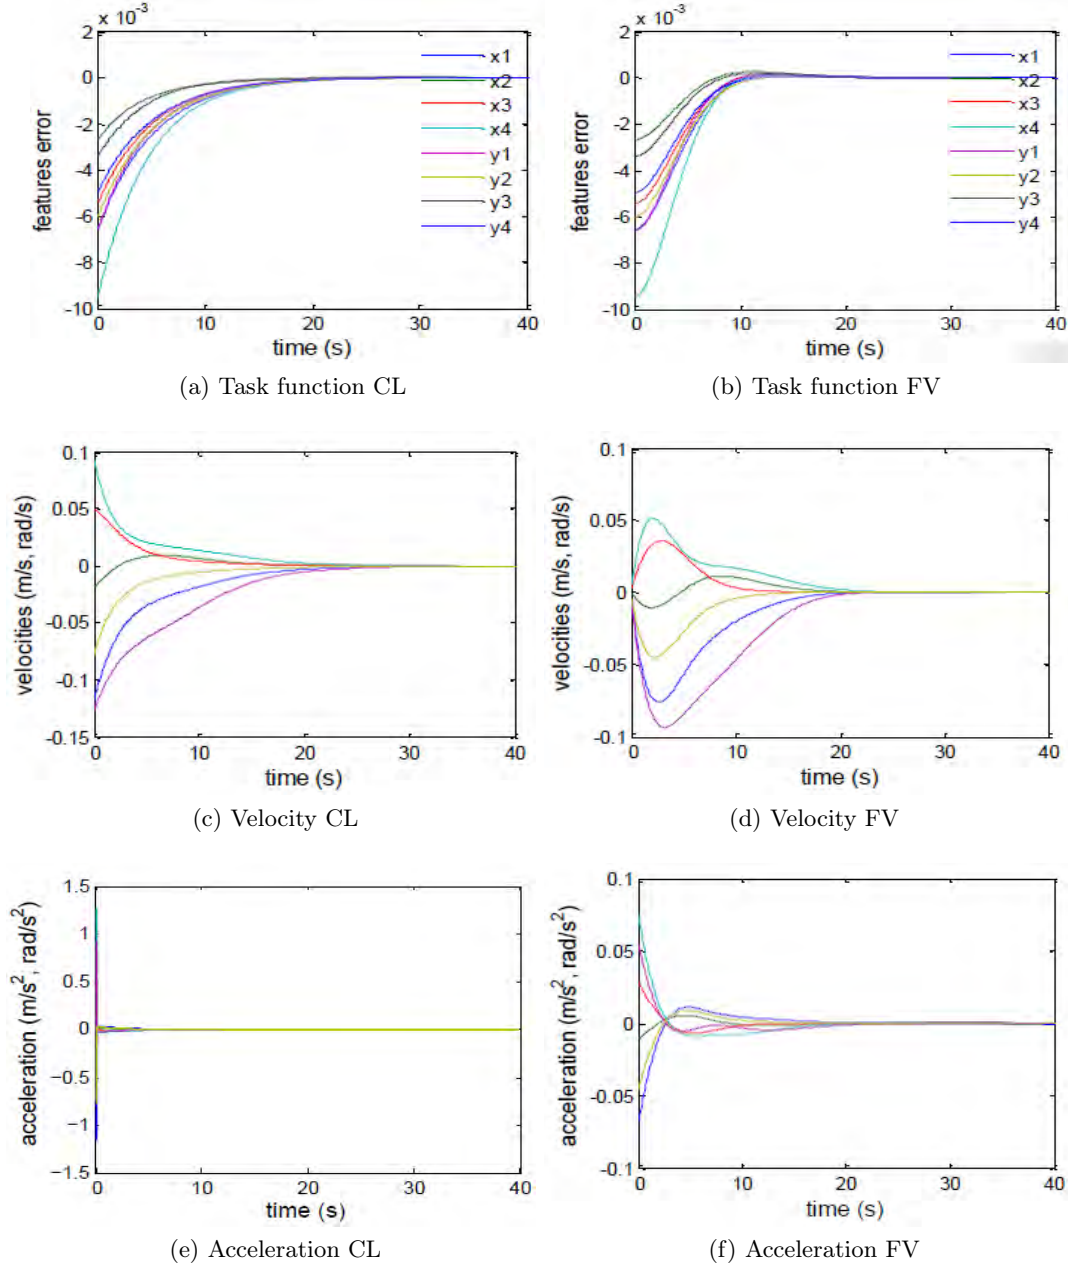 x 10⁻³
2
0
-2
-4
-6
-8
-10
features error
x1
x2
x3
x4
y1
y2
y3
y4
0 10 20 30 40
time (s)
(a) Task function CL
x 10⁻³
2
0
-2
-4
-6
-8
-10
features error
x1
x2
x3
x4
y1
y2
y3
y4
0 10 20 30 40
time (s)
(b) Task function FV
0.1
0.05
0
-0.05
-0.1
-0.15
velocities (m/s, rad/s)
0 10 20 30 40
time (s)
(c) Velocity CL
0.1
0.05
0
-0.05
-0.1
velocities (m/s, rad/s)
0 10 20 30 40
time (s)
(d) Velocity FV
1.5
1
0.5
0
−0.5
−1
−1.5
acceleration (m/s², rad/s²)
0 10 20 30 40
time (s)
(e) Acceleration CL
0.1
0.05
0
-0.05
-0.1
acceleration (m/s², rad/s²)
0 10 20 30 40
time (s)
(f) Acceleration FV